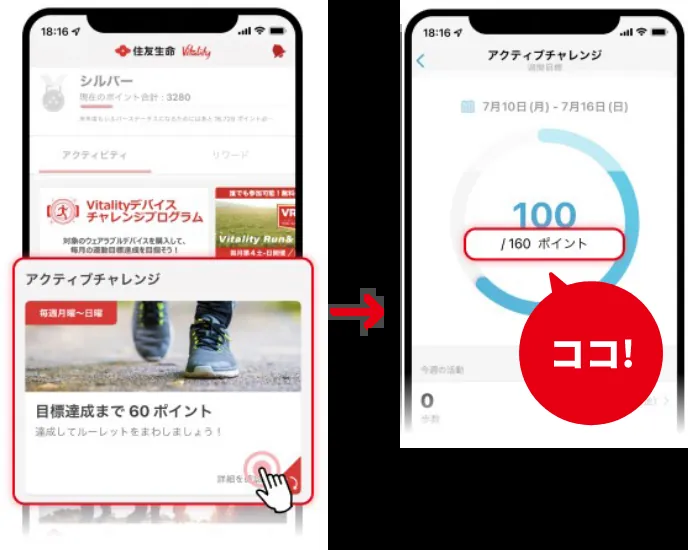 18:16
住友生命 Vitality
シルバー
現在のポイント合計：3280
アクティビティ
リワード
Vitalityデバイス
チャレンジプログラム
対象のウェアラブルデバイスを購入して、
毎月の運動目標達成を目指そう！
誰でも参加可能！無料
VR
Vitality Run&
毎月第4土・日開催
アクティブチャレンジ
毎週月曜～日曜
目標達成まで 60 ポイント
達成してルーレットをまわしましょう！
詳細を
18:16
アクティブチャレンジ
週間目標
7月10日(月) - 7月16日(日)
100
/160 ポイント
ココ!
今週の活動
0
歩数